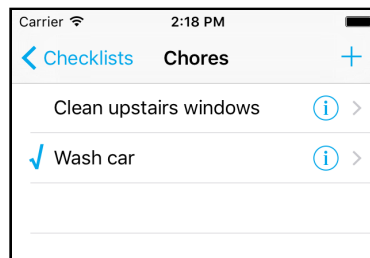 Carrier 2:18 PM
Checklists Chores +
Clean upstairs windows i
√ Wash car i